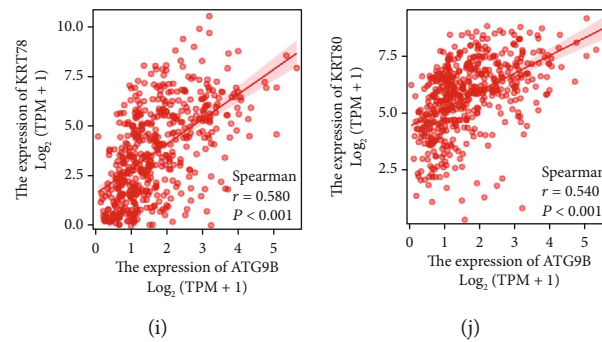 The expression of KRT78
Log2 (TPM + 1)
10.0
7.5
5.0
2.5
0.0
Spearman
r = 0.580
P < 0.001
0 1 2 3 4 5
The expression of ATG9B
Log2 (TPM + 1)
(i)
The expression of KRT80
Log2 (TPM + 1)
7.5
5.0
2.5
Spearman
r = 0.540
P < 0.001
0 1 2 3 4 5
The expression of ATG9B
Log2 (TPM + 1)
(j)